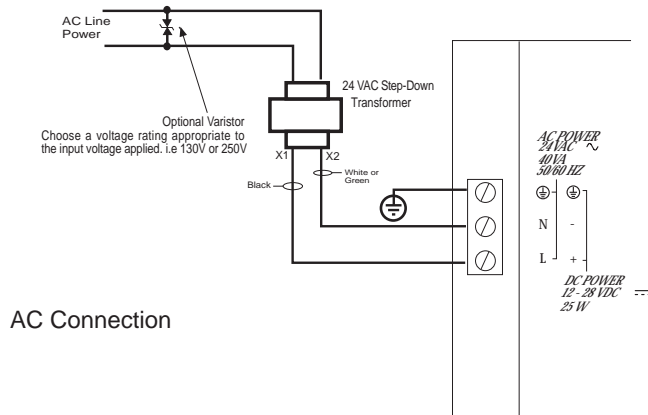 AC Line
Power
24 VAC Step-Down
Transformer
Optional Varistor
Choose a voltage rating appropriate to
the input voltage applied. i.e 130V or 250V
X1
X2
White or
Green
Black
AC POWER
24VAC ~
40VA
50/60 HZ
N -
L +
DC POWER
12 - 28 VDC
25 W
AC Connection